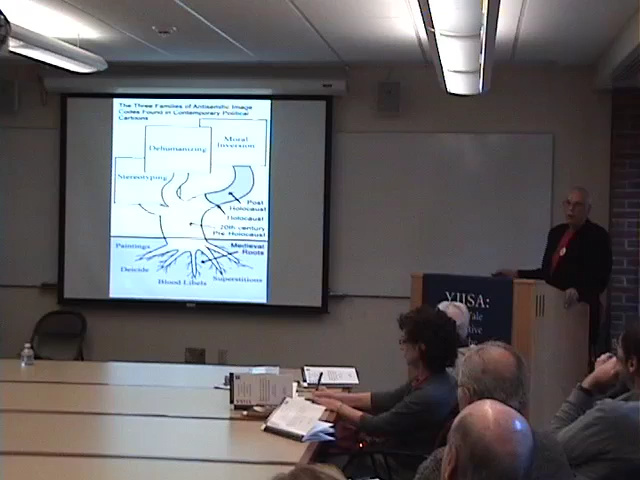 The Three Families of Antisemitic Image
Codes Found in Contemporary Political
Cartoons
Moral
Inversion
Dehumanizing
Stereotyping
Post
Holocaust
Holocaust
20th century
Pre-Holocaust
Medieval
Roots
Paintings
Deicide
Blood Libels
Superstitions
YIISA: